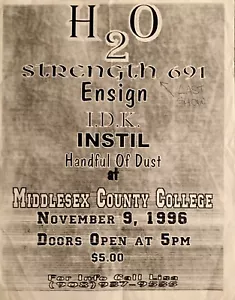 H2O
Strength 691
LAST
SHOW
Ensign
I.D.K.
INSTIL
Handful Of Dust
at
Middlesex County College
November 9, 1996
Doors Open at 5pm
$5.00
For Info Call Lisa